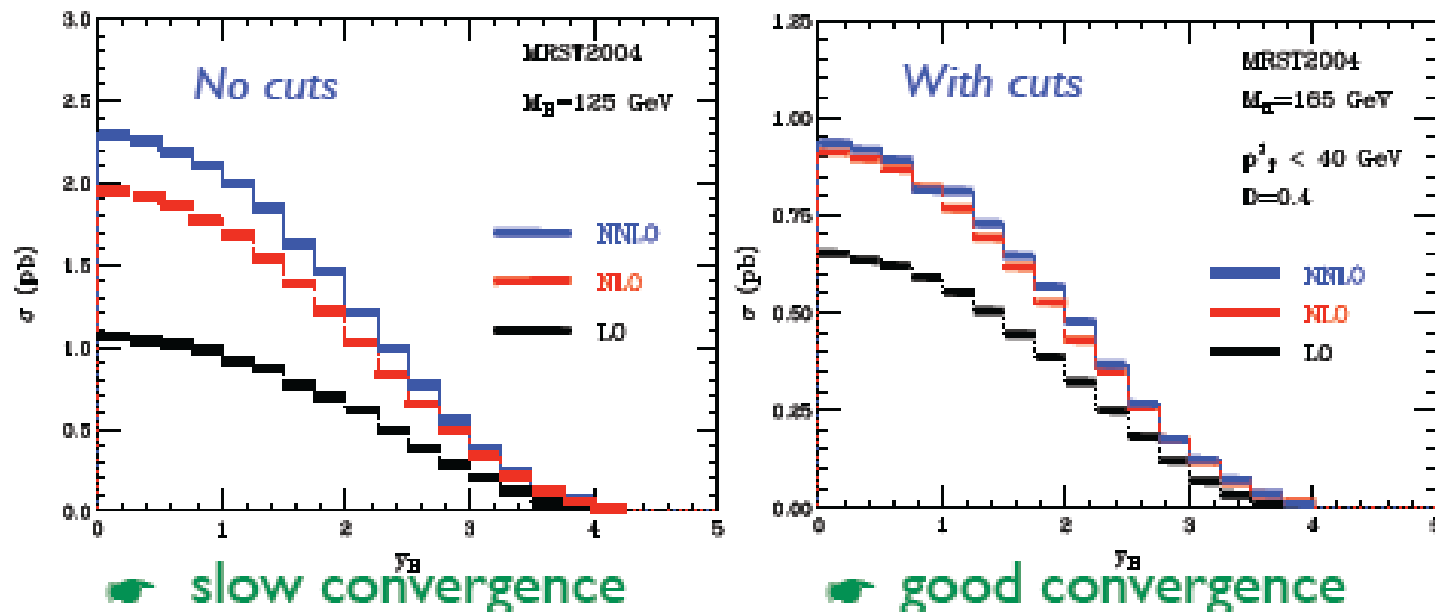 MRST2004
No cuts
M_H=125 GeV
NNLO
NLO
LO
σ (pb)
3.0
2.5
2.0
1.5
1.0
0.5
0.0
0 1 2 3 4 5
y_H
☛ slow convergence
MRST2004
With cuts
M_H=165 GeV
p^j_T < 40 GeV
D=0.4
NNLO
NLO
LO
σ (pb)
1.25
1.00
0.75
0.50
0.25
0.00
0 1 2 3 4 5
y_H
☛ good convergence